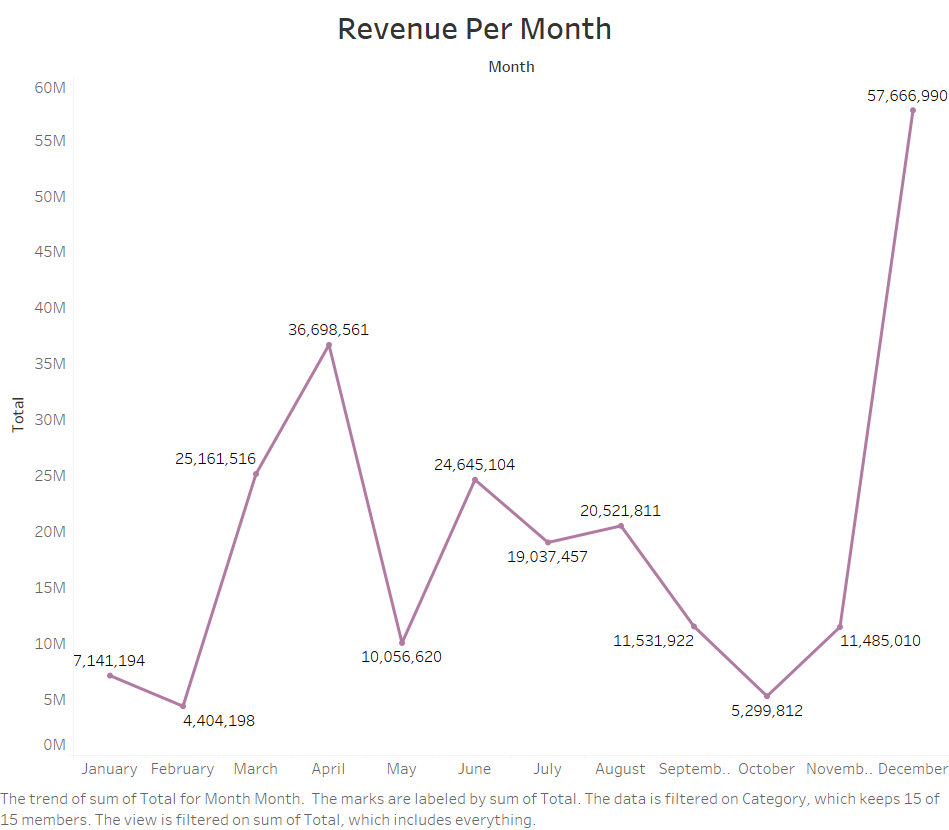 Revenue Per Month
Month
60M
57,666,990
55M
50M
45M
40M
36,698,561
35M
Total
30M
25,161,516
24,645,104
25M
20,521,811
20M
19,037,457
15M
11,531,922
11,485,010
10M
10,056,620
7,141,194
5M
4,404,198
5,299,812
0M
January February March April May June July August Septemb.. October Novemb.. December
The trend of sum of Total for Month Month. The marks are labeled by sum of Total. The data is filtered on Category, which keeps 15 of
15 members. The view is filtered on sum of Total, which includes everything.